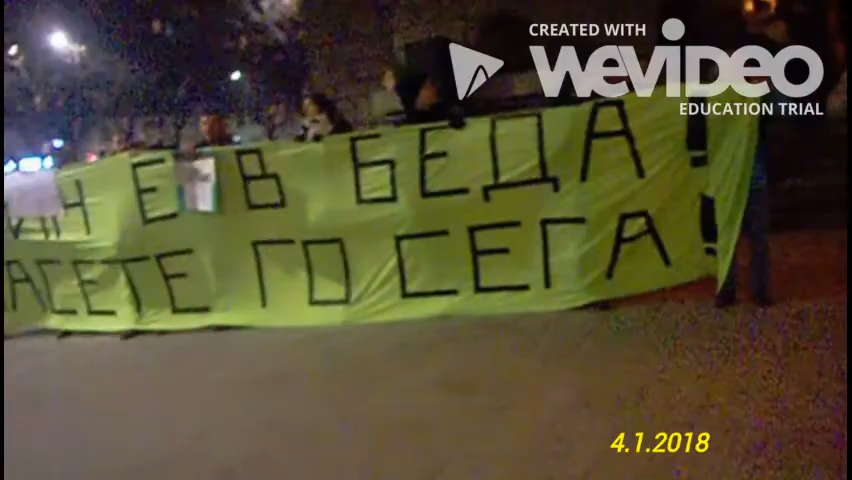 CREATED WITH
WEVIDEO
EDUCATION TRIAL
Е В БЕДА!
ГО СЕГА!
4.1.2018